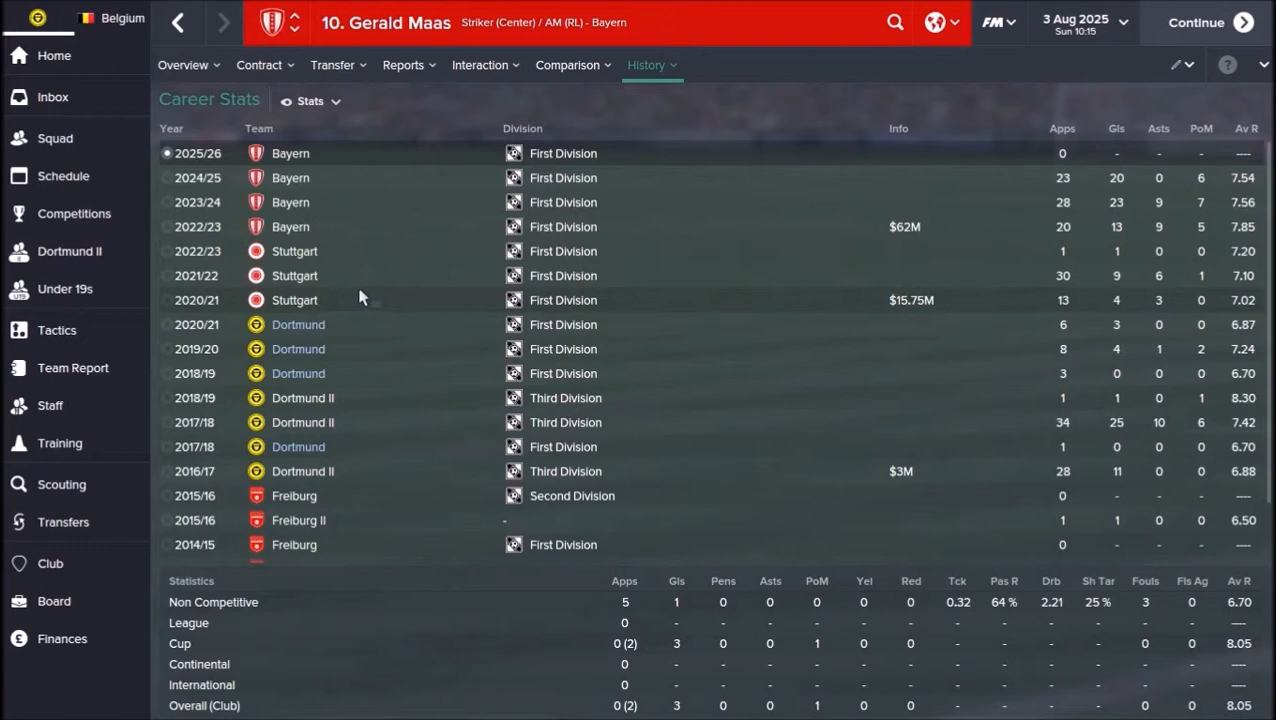 Belgium
10. Gerald Maas Striker (Center) / AM (RL) - Bayern
FM
3 Aug 2025
Sun 10:15
Continue
Home
Inbox
Squad
Schedule
Competitions
Dortmund II
Under 19s
Tactics
Team Report
Staff
Training
Scouting
Transfers
Club
Board
Finances
Overview Contract Transfer Reports Interaction Comparison History ?
Career Stats Stats
Year Team Division Info Apps Gls Asts PoM Av R
2025/26 Bayern First Division 0 - - - ----
2024/25 Bayern First Division 23 20 0 6 7.54
2023/24 Bayern First Division 28 23 9 7 7.56
2022/23 Bayern First Division $62M 20 13 9 5 7.85
2022/23 Stuttgart First Division 1 1 0 0 7.20
2021/22 Stuttgart First Division 30 9 6 1 7.10
2020/21 Stuttgart First Division $15.75M 13 4 3 0 7.02
2020/21 Dortmund First Division 6 3 0 0 6.87
2019/20 Dortmund First Division 8 4 1 2 7.24
2018/19 Dortmund First Division 3 0 0 0 6.70
2018/19 Dortmund II Third Division 1 1 0 1 8.30
2017/18 Dortmund II Third Division 34 25 10 6 7.42
2017/18 Dortmund First Division 1 0 0 0 6.70
2016/17 Dortmund II Third Division $3M 28 11 0 0 6.88
2015/16 Freiburg Second Division 0 - - - ----
2015/16 Freiburg II - 1 1 0 0 6.50
2014/15 Freiburg First Division 0 - - - ----
Statistics Apps Gls Pens Asts PoM Yel Red Tck Pas R Drb Sh Tar Fouls Fls Ag Av R
Non Competitive 5 1 0 0 0 0 0 0.32 64 % 2.21 25 % 3 0 6.70
League 0 - - - - - - - - - - - - ----
Cup 0 (2) 3 0 0 1 0 0 - - - - 0 0 8.05
Continental 0 - - - - - - - - - - - - ----
International 0 - - - - - - - - - - - - ----
Overall (Club) 0 (2) 3 0 0 1 0 0 - - - - 0 0 8.05